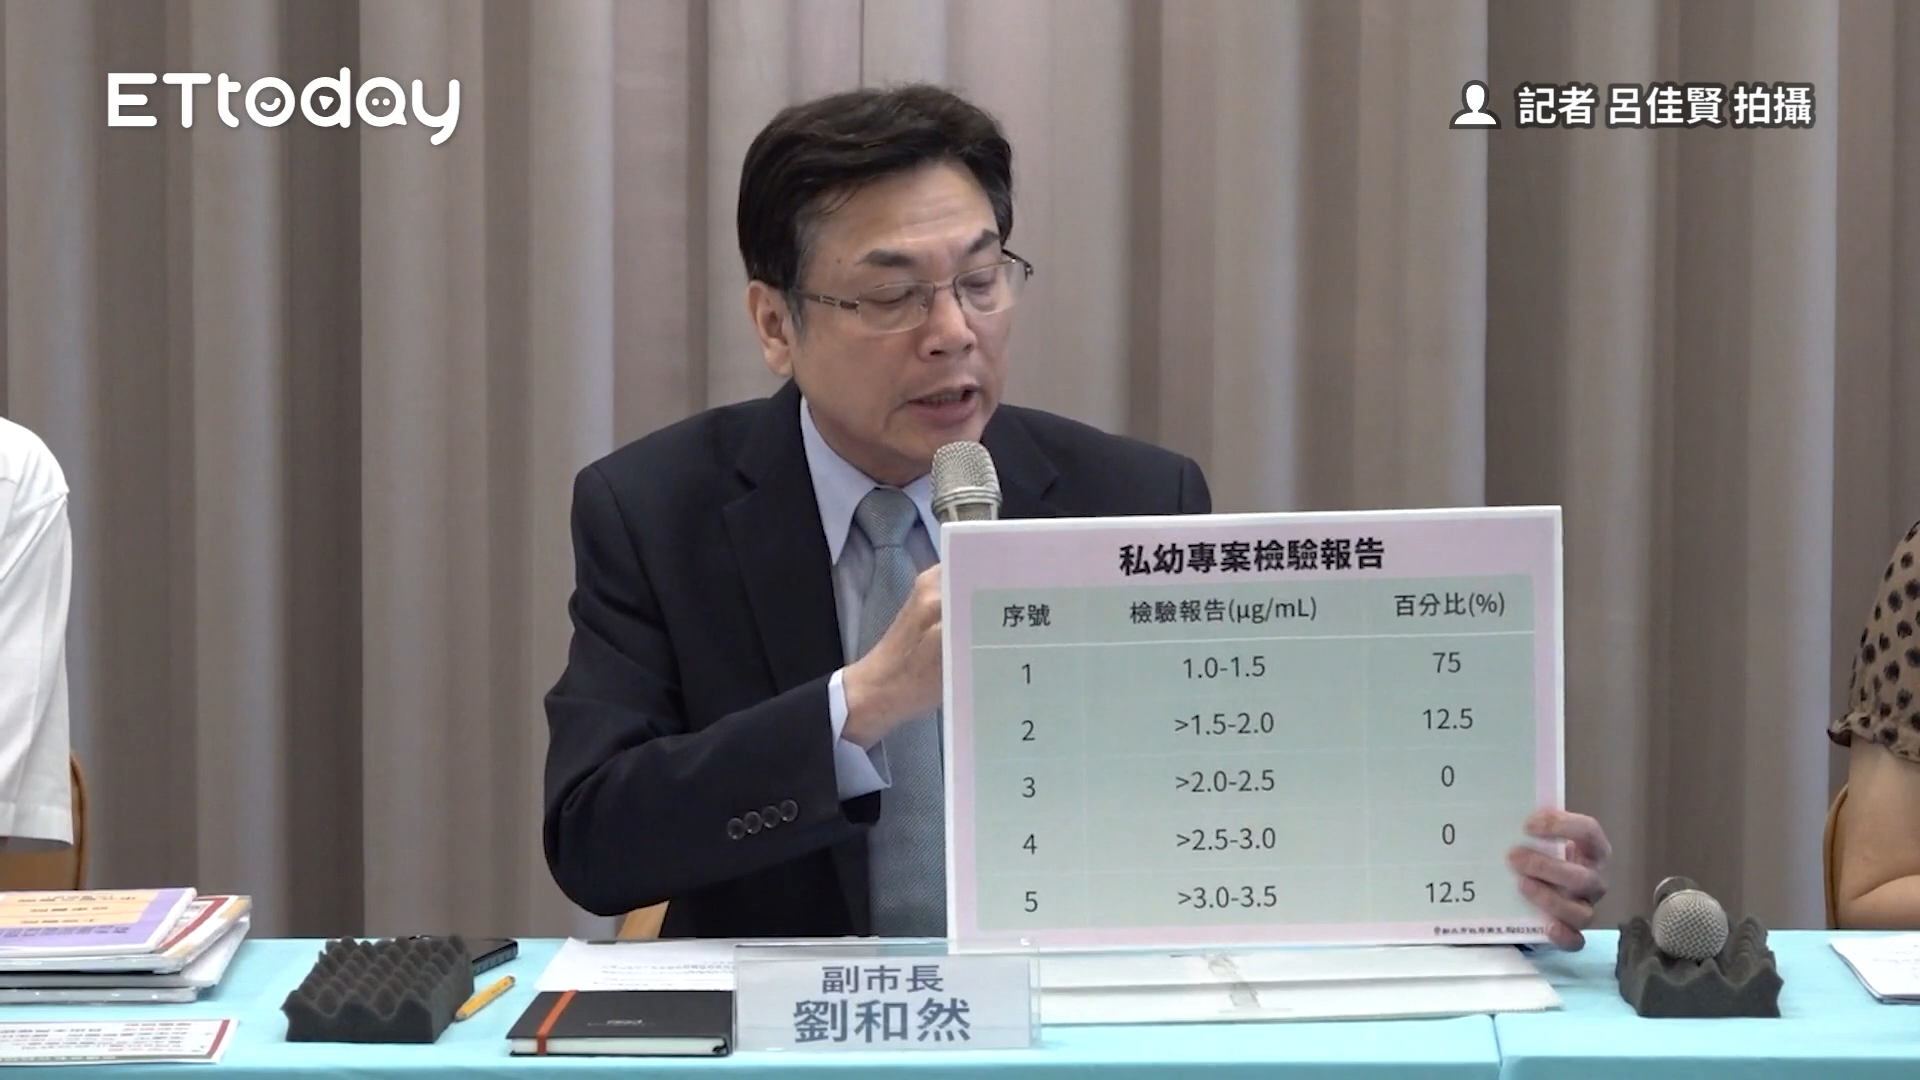 ETtoday
記者 呂佳賢 拍攝
私幼專案檢驗報告
序號 檢驗報告(μg/mL) 百分比(%)
1 1.0-1.5 75
2 >1.5-2.0 12.5
3 >2.0-2.5 0
4 >2.5-3.0 0
5 >3.0-3.5 12.5
副市長
劉和然